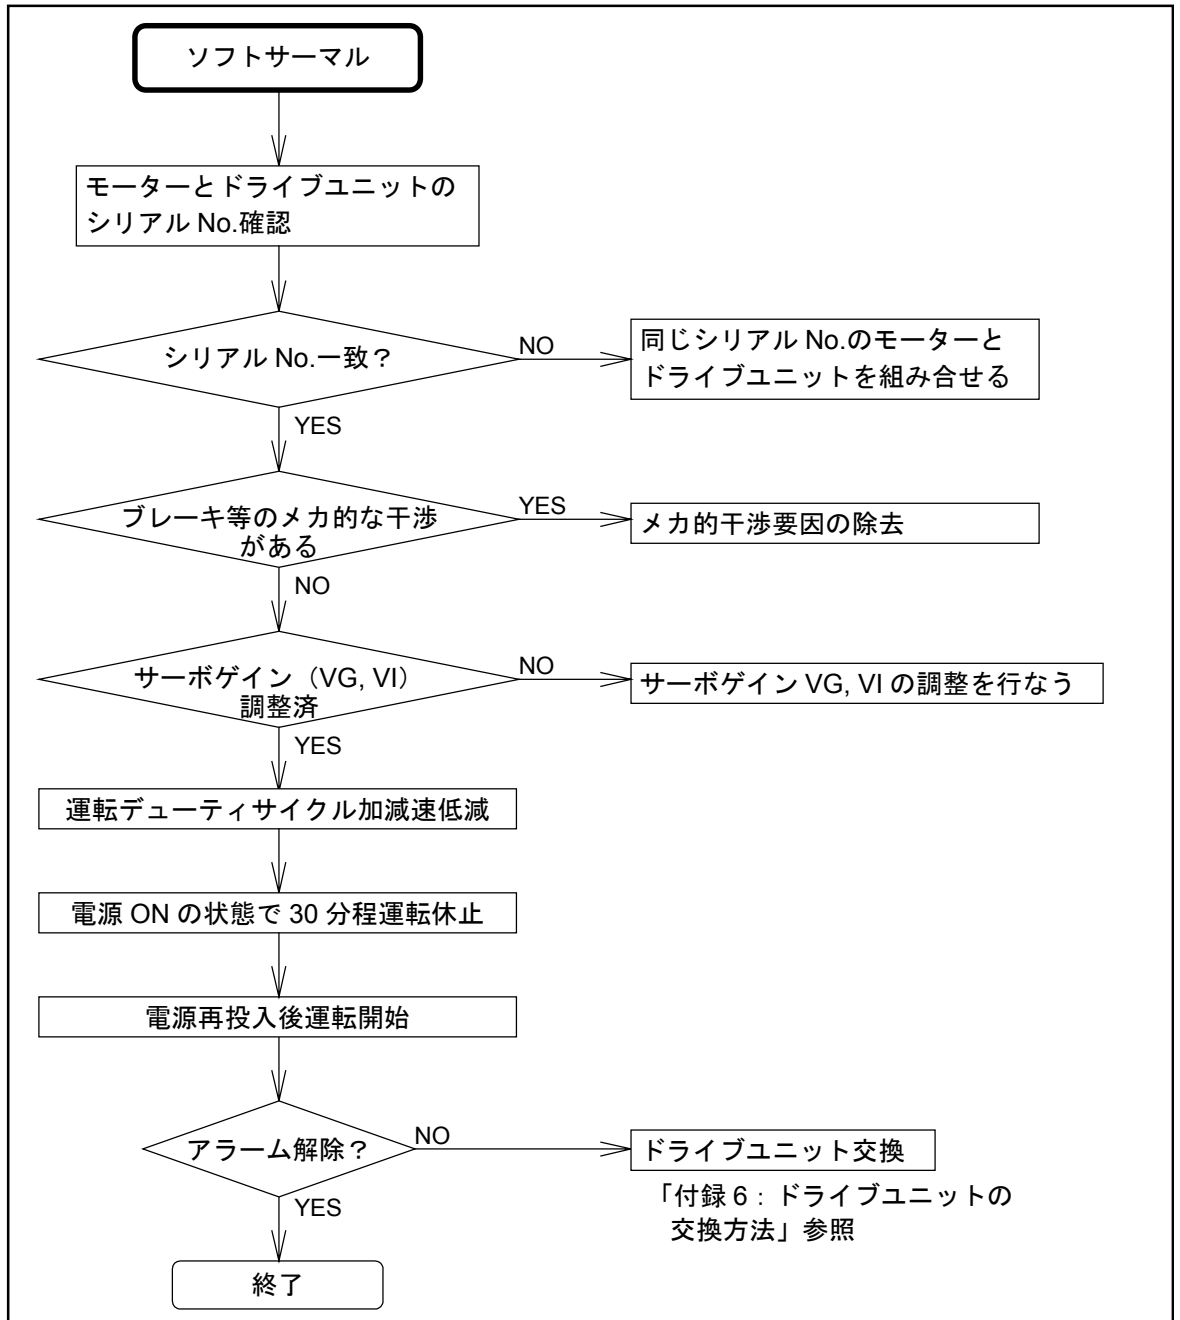 ソフトサーマル
モーターとドライブユニットの
シリアル No.確認
シリアル No.一致？
NO
同じシリアル No.のモーターと
ドライブユニットを組み合せる
YES
ブレーキ等のメカ的な干渉
がある
YES
メカ的干渉要因の除去
NO
サーボゲイン（VG, VI）
調整済
NO
サーボゲイン VG, VI の調整を行なう
YES
運転デューティサイクル加減速低減
電源 ON の状態で 30 分程運転休止
電源再投入後運転開始
アラーム解除？
NO
ドライブユニット交換
「付録 6：ドライブユニットの
交換方法」参照
YES
終了